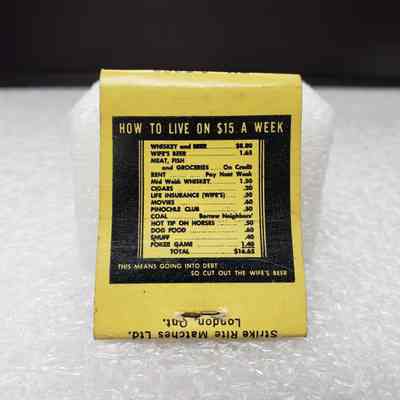 HOW TO LIVE ON $15 A WEEK
WHISKEY and BEER $8.80
WIFE'S BEER 1.65
MEAT, FISH
and GROCERIES . . On Credit
RENT Pay Next Week
Mid Week WHISKEY 1.50
CIGARS .20
LIFE INSURANCE (WIFE'S) .50
MOVIES .60
PINOCHLE CLUB .50
COAL Borrow Neighbors'
HOT TIP ON HORSES .50
DOG FOOD .60
SNUFF .40
POKER GAME 1.40
TOTAL $16.65
THIS MEANS GOING INTO DEBT
SO CUT OUT THE WIFE'S BEER
Strike Rite Matches Ltd.
London, Ont.